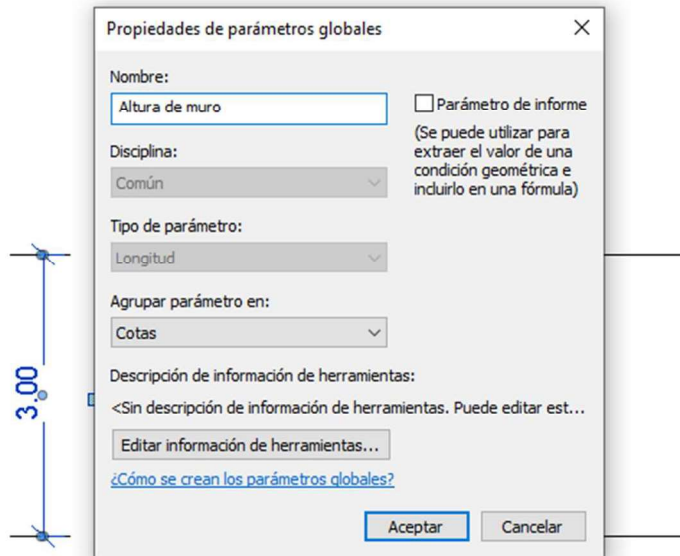 Propiedades de parámetros globales
Nombre:
Altura de muro
Parámetro de informe
(Se puede utilizar para
extraer el valor de una
condición geométrica e
incluirlo en una fórmula)
Disciplina:
Común
Tipo de parámetro:
Longitud
Agrupar parámetro en:
Cotas
Descripción de información de herramientas:
<Sin descripción de información de herramientas. Puede editar est...
Editar información de herramientas...
¿Cómo se crean los parámetros globales?
Aceptar
Cancelar
3.00